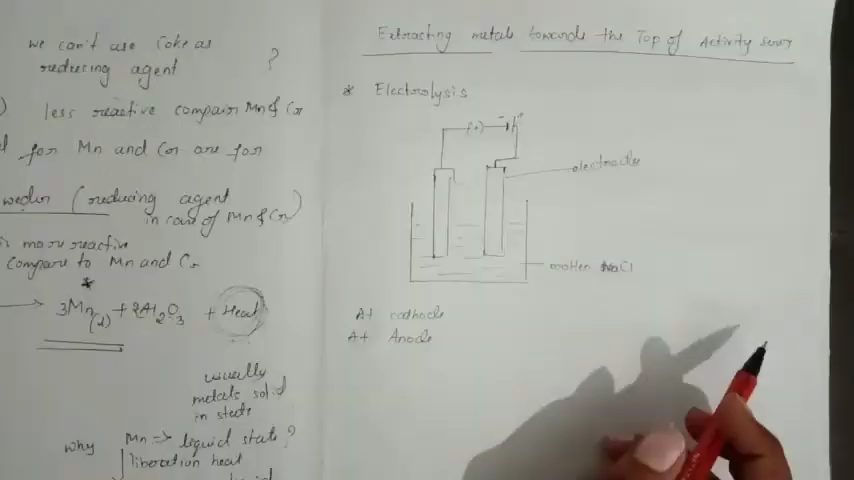 we can't use Coke as
reducing agent ?
less reactive compair Mn & Cr
for Mn and Cr are for
(reducing agent
in case of Mn & Cr)
is more reactive
compare to Mn and Cr
*
→ 3Mn(l) + 2Al2O3 + Heat
usually
metals solid
in state
why Mn => liquid state?
liberation heat
Extracting metals towards the Top of Activity
* Electrolysis
electrode
molten NaCl
At cathode
At Anode